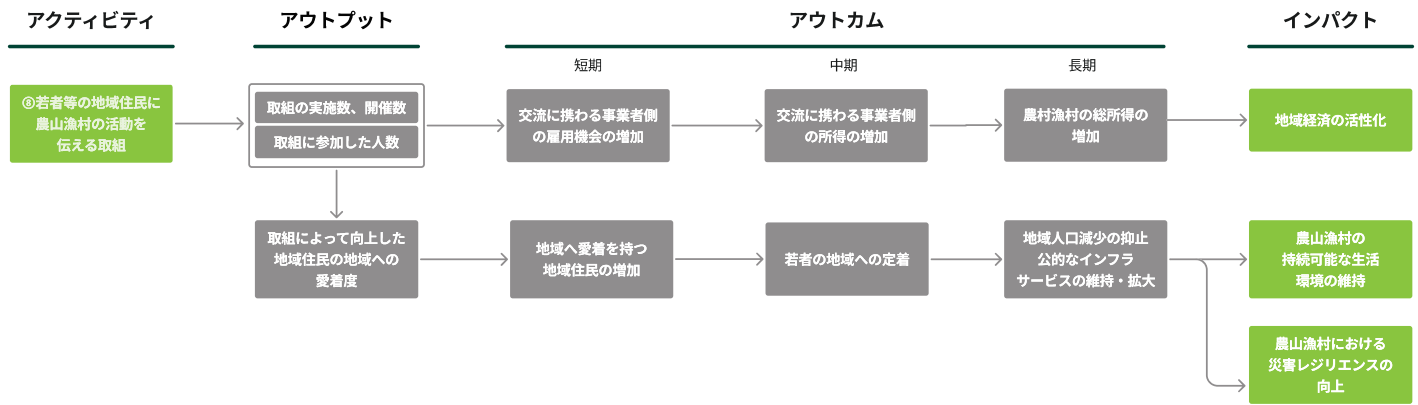 アクティビティ
アウトプット
アウトカム
インパクト
短期
中期
長期
⑧若者等の地域住民に
農山漁村の活動を
伝える取組
取組の実施数、開催数
取組に参加した人数
交流に携わる事業者側
の雇用機会の増加
交流に携わる事業者側
の所得の増加
農村漁村の総所得の
増加
地域経済の活性化
取組によって向上した
地域住民の地域への
愛着度
地域へ愛着を持つ
地域住民の増加
若者の地域への定着
地域人口減少の抑止
公的なインフラ
サービスの維持・拡大
農山漁村の
持続可能な生活
環境の維持
農山漁村における
災害レジリエンスの
向上